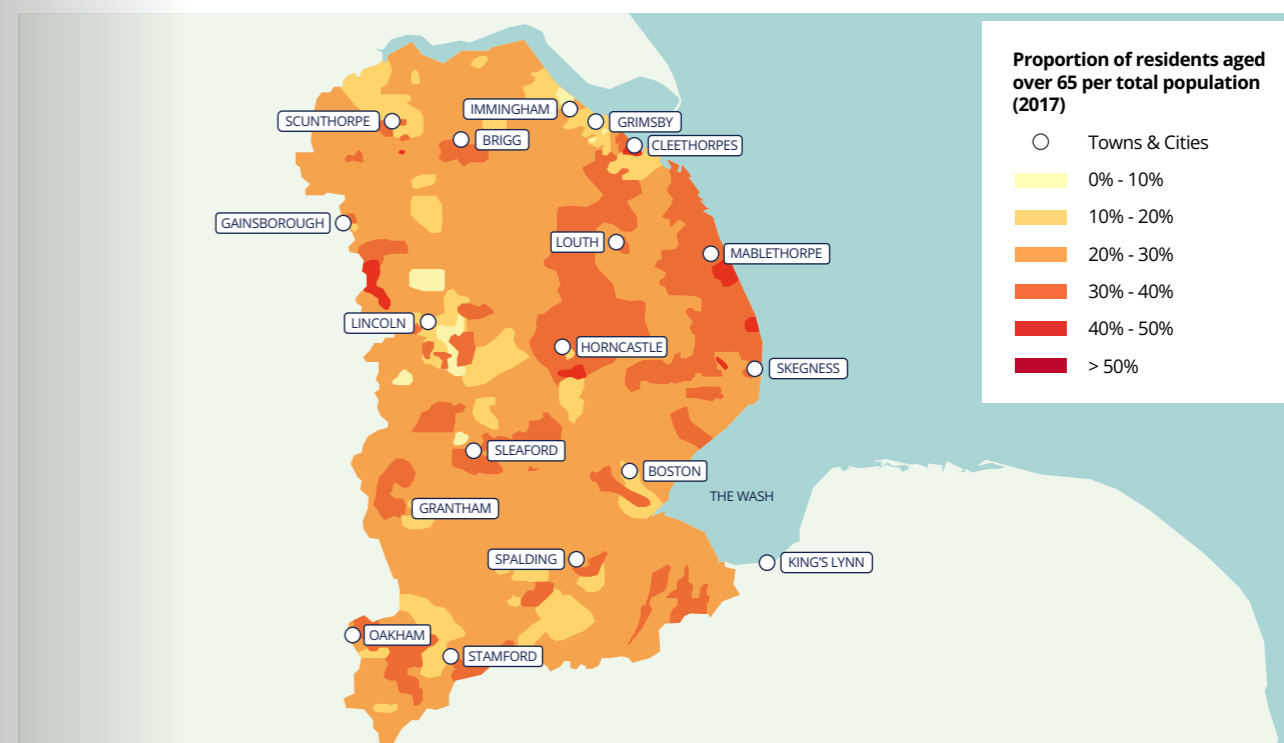 Proportion of residents aged
over 65 per total population
(2017)
Towns & Cities
0% - 10%
10% - 20%
20% - 30%
30% - 40%
40% - 50%
> 50%
IMMINGHAM
SCUNTHORPE
GRIMSBY
BRIGG
CLEETHORPES
GAINSBOROUGH
LOUTH
MABLETHORPE
LINCOLN
HORNCASTLE
SKEGNESS
SLEAFORD
BOSTON
THE WASH
GRANTHAM
SPALDING
KING'S LYNN
OAKHAM
STAMFORD